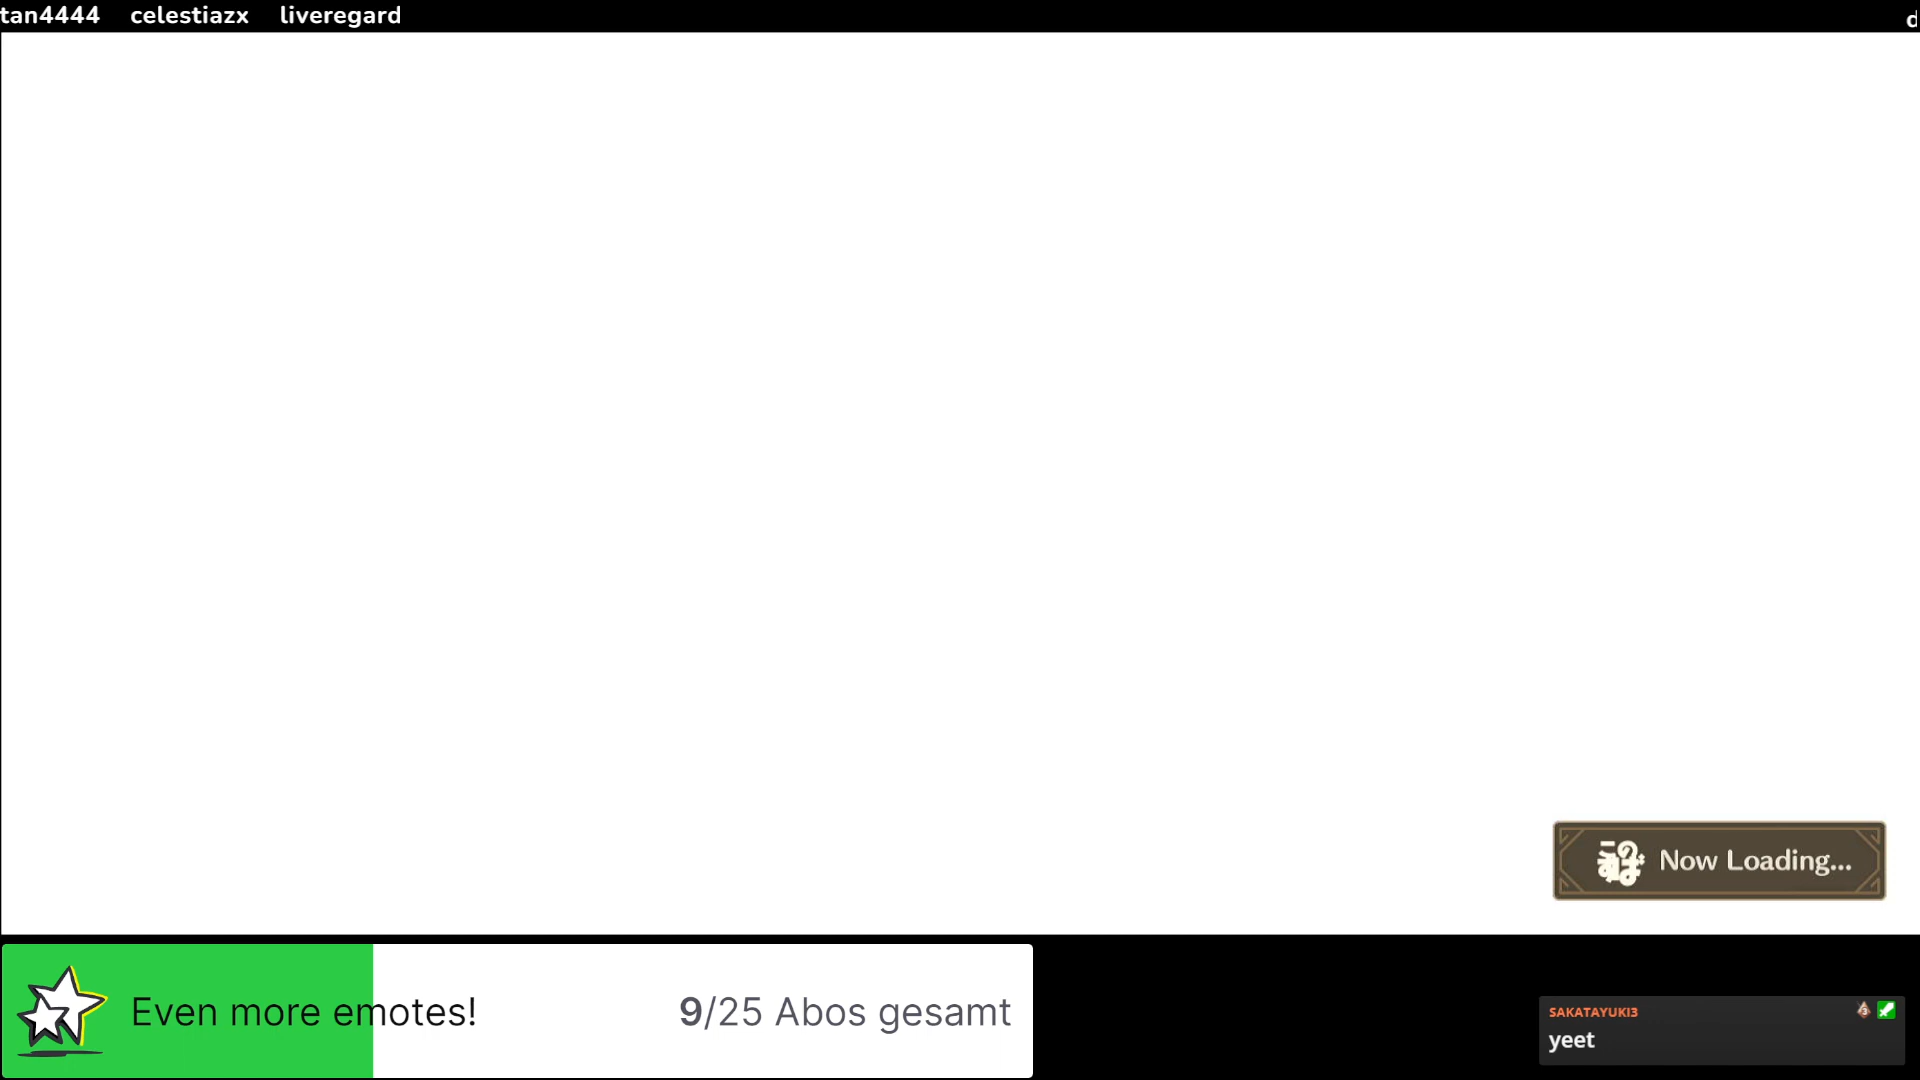 tan4444 celestiazx liveregard
Now Loading...
Even more emotes! 9/25 Abos gesamt
SAKATAYUKI3
yeet